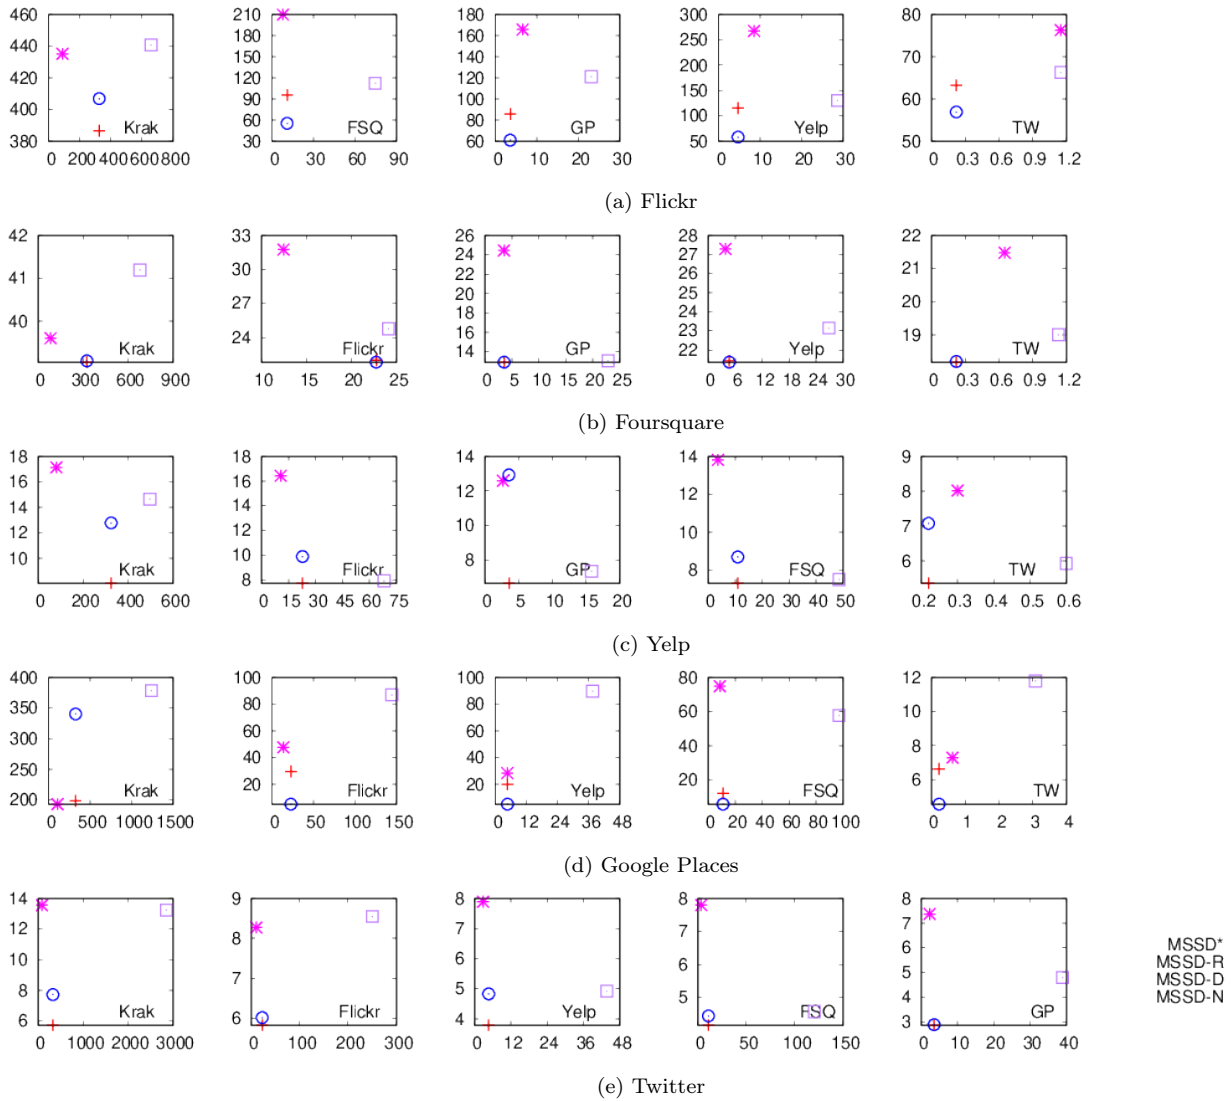 460 440 420 400 380
0 200 400 600 800
Krak
210 180 150 120 90 60 30
0 30 60 90
FSQ
180 160 140 120 100 80 60
0 10 20 30
GP
300 250 200 150 100 50
0 10 20 30
Yelp
80 70 60 50
0 0.3 0.6 0.9 1.2
TW
(a) Flickr
42 41 40
0 300 600 900
Krak
33 30 27 24
10 15 20 25
Flickr
26 24 22 20 18 16 14
0 5 10 15 20 25
GP
28 27 26 25 24 23 22
0 6 12 18 24 30
Yelp
22 21 20 19
0 0.3 0.6 0.9 1.2
TW
(b) Foursquare
18 16 14 12 10
0 200 400 600
Krak
18 16 14 12 10 8
0 15 30 45 60 75
Flickr
14 12 10 8
0 5 10 15 20
GP
14 12 10 8
0 10 20 30 40 50
FSQ
9 8 7 6
0.2 0.3 0.4 0.5 0.6
TW
(c) Yelp
400 350 300 250 200
0 500 1000 1500
Krak
100 80 60 40 20
0 50 100 150
Flickr
100 80 60 40 20
0 12 24 36 48
Yelp
80 60 40 20
0 20 40 60 80 100
FSQ
12 10 8 6
0 1 2 3 4
TW
(d) Google Places
14 12 10 8 6
0 1000 2000 3000
Krak
9 8 7 6
0 100 200 300
Flickr
8 7 6 5 4
0 12 24 36 48
Yelp
8 7 6 5
0 50 100 150
FSQ
8 7 6 5 4 3
0 10 20 30 40
GP
MSSD*
MSSD-R
MSSD-D
MSSD-N
(e) Twitter